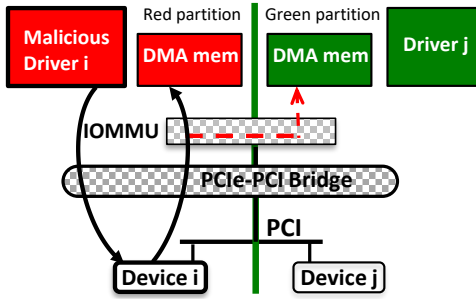 Red partition Green partition
Malicious
Driver i
DMA mem
DMA mem
Driver j
IOMMU
PCIe-PCI Bridge
PCI
Device i
Device j